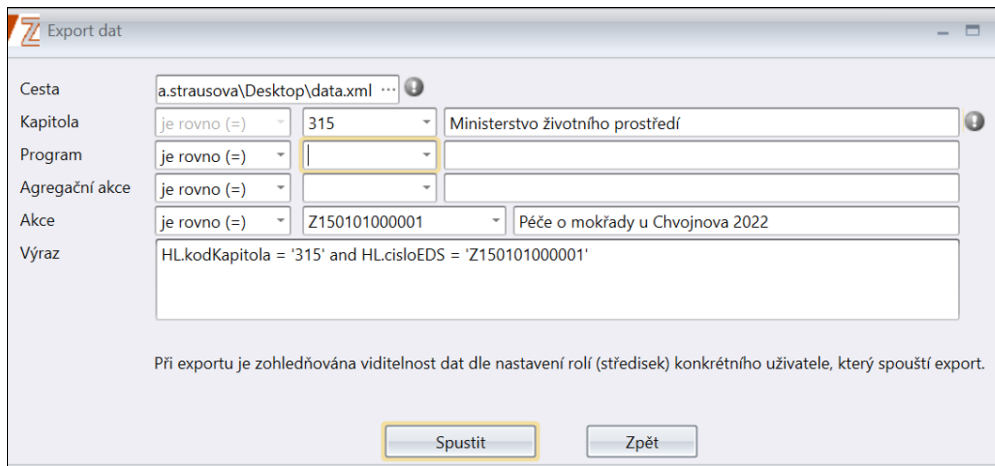 Export dat
Cesta a.strausova\Desktop\data.xml ...
Kapitola je rovno (=) 315 Ministerstvo životního prostředí
Program je rovno (=)
Agregační akce je rovno (=)
Akce je rovno (=) Z150101000001 Péče o mokřady u Chvojnova 2022
Výraz HL.kodKapitola = '315' and HL.cisloEDS = 'Z150101000001'
Při exportu je zohledňována viditelnost dat dle nastavení rolí (středisek) konkrétního uživatele, který spouští export.
Spustit Zpět